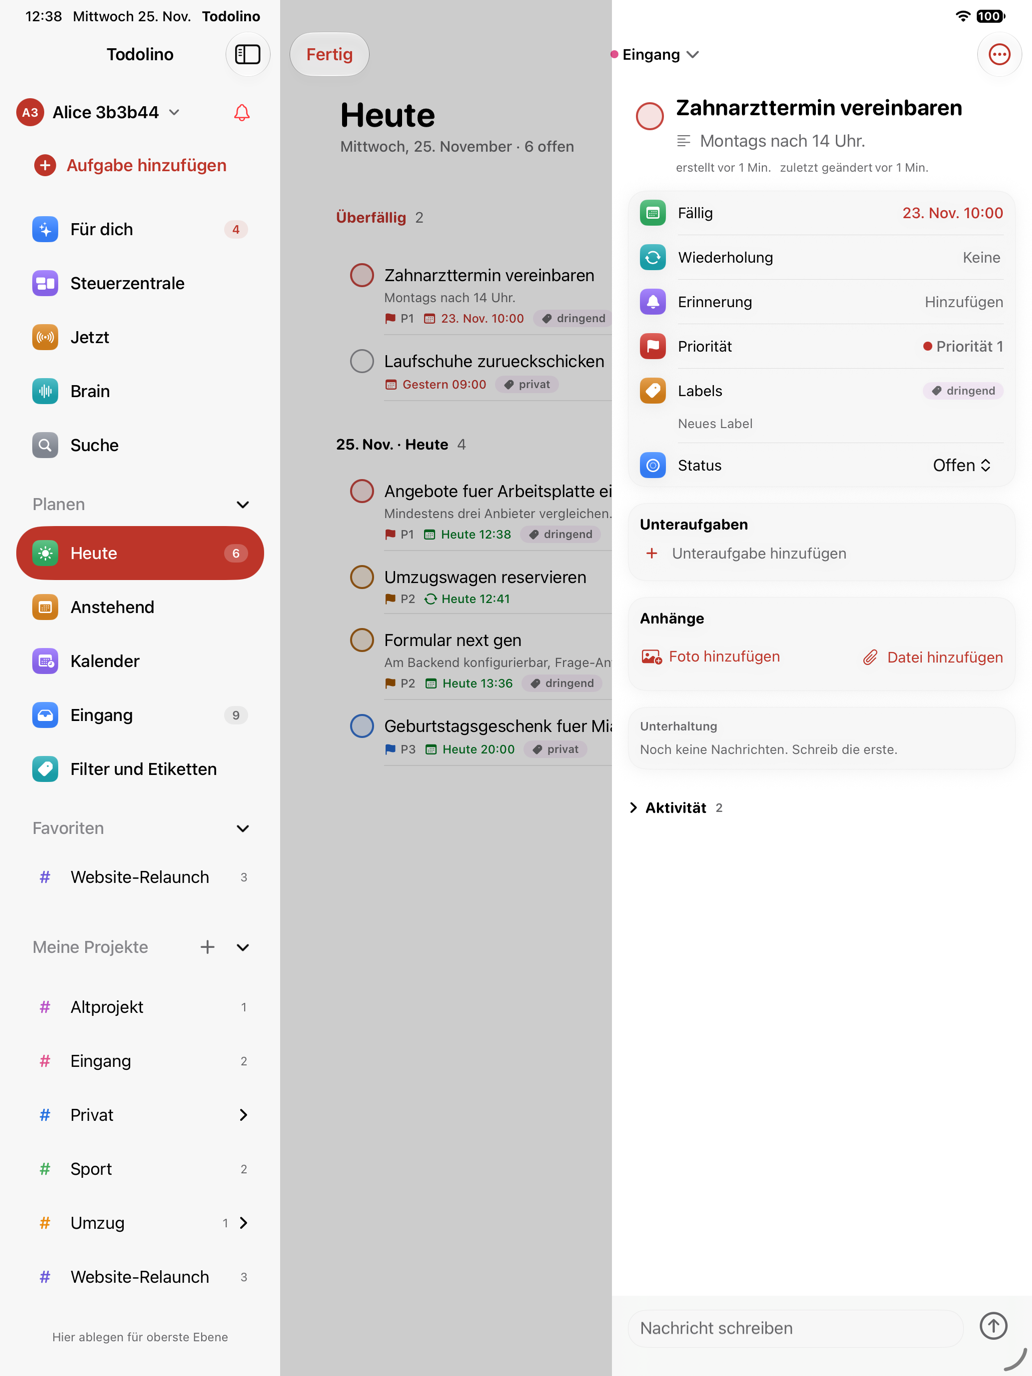 12:38 Mittwoch 25. Nov. Todolino
100
Todolino
A3 Alice 3b3b44
Aufgabe hinzufügen
Für dich 4
Steuerzentrale
Jetzt
Brain
Suche
Planen
Heute 6
Anstehend
Kalender
Eingang 9
Filter und Etiketten
Favoriten
# Website-Relaunch 3
Meine Projekte
# Altprojekt 1
# Eingang 2
# Privat
# Sport 2
# Umzug 1
# Website-Relaunch 3
Hier ablegen für oberste Ebene
Fertig
Heute
Mittwoch, 25. November · 6 offen
Überfällig 2
Zahnarzttermin vereinbaren
Montags nach 14 Uhr.
P1 23. Nov. 10:00 dringend
Laufschuhe zurueckschicken
Gestern 09:00 privat
25. Nov. · Heute 4
Angebote fuer Arbeitsplatte ei
Mindestens drei Anbieter vergleichen.
P1 Heute 12:38 dringend
Umzugswagen reservieren
P2 Heute 12:41
Formular next gen
Am Backend konfigurierbar, Frage-An
P2 Heute 13:36 dringend
Geburtstagsgeschenk fuer Mia
P3 Heute 20:00 privat
Eingang
Zahnarzttermin vereinbaren
Montags nach 14 Uhr.
erstellt vor 1 Min. zuletzt geändert vor 1 Min.
Fällig 23. Nov. 10:00
Wiederholung Keine
Erinnerung Hinzufügen
Priorität Priorität 1
Labels dringend
Neues Label
Status Offen
Unteraufgaben
+ Unteraufgabe hinzufügen
Anhänge
Foto hinzufügen Datei hinzufügen
Unterhaltung
Noch keine Nachrichten. Schreib die erste.
Aktivität 2
Nachricht schreiben